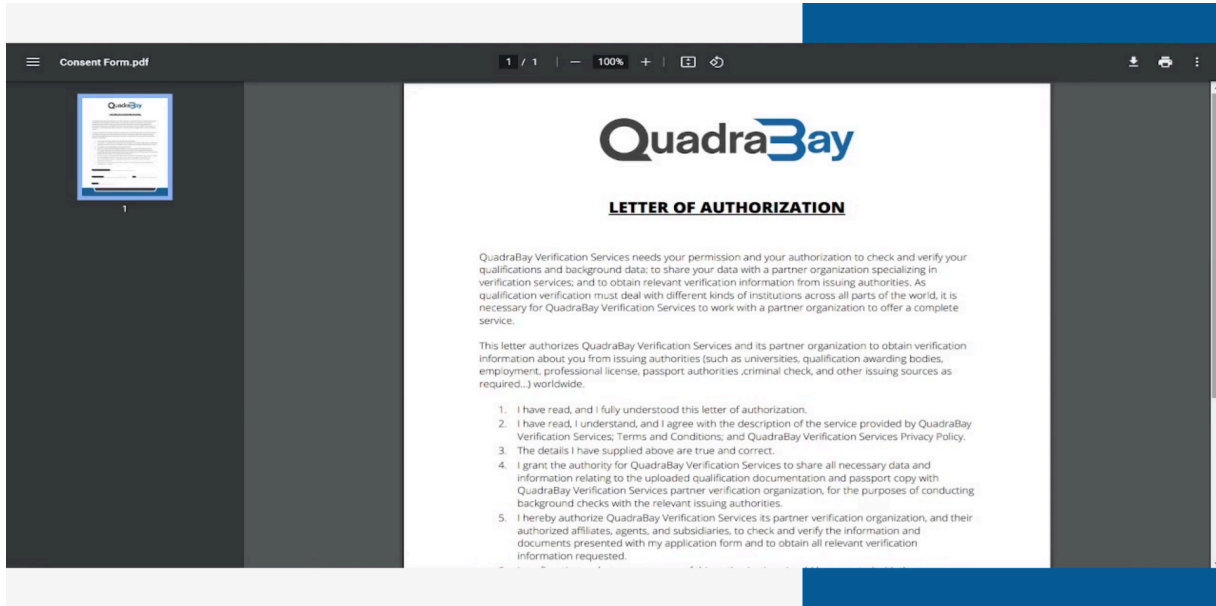 Consent Form.pdf
1 / 1 | − 100% + |
1
QuadraBay
LETTER OF AUTHORIZATION
QuadraBay Verification Services needs your permission and your authorization to check and verify your
qualifications and background data; to share your data with a partner organization specializing in
verification services; and to obtain relevant verification information from issuing authorities. As
qualification verification must deal with different kinds of institutions across all parts of the world, it is
necessary for QuadraBay Verification Services to work with a partner organization to offer a complete
service.
This letter authorizes QuadraBay Verification Services and its partner organization to obtain verification
information about you from issuing authorities (such as universities, qualification awarding bodies,
employment, professional license, passport authorities ,criminal check, and other issuing sources as
required...) worldwide.
1. I have read, and I fully understood this letter of authorization.
2. I have read, I understand, and I agree with the description of the service provided by QuadraBay
Verification Services; Terms and Conditions; and QuadraBay Verification Services Privacy Policy.
3. The details I have supplied above are true and correct.
4. I grant the authority for QuadraBay Verification Services to share all necessary data and
information relating to the uploaded qualification documentation and passport copy with
QuadraBay Verification Services partner verification organization, for the purposes of conducting
background checks with the relevant issuing authorities.
5. I hereby authorize QuadraBay Verification Services its partner verification organization, and their
authorized affiliates, agents, and subsidiaries, to check and verify the information and
documents presented with my application form and to obtain all relevant verification
information requested.